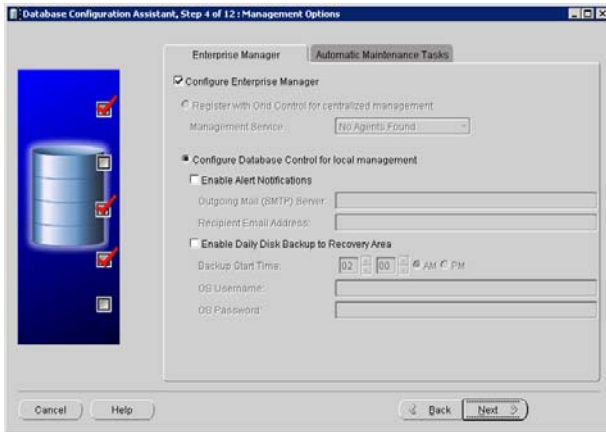 Database Configuration Assistant, Step 4 of 12 : Management Options
Enterprise Manager
Automatic Maintenance Tasks
Configure Enterprise Manager
Register with Grid Control for centralized management
Management Service
No Agents Found
Configure Database Control for local management
Enable Alert Notifications
Outgoing Mail (SMTP) Server:
Recipient Email Address:
Enable Daily Disk Backup to Recovery Area
Backup Start Time: 02 00 AM PM
OS Username:
OS Password:
Cancel Help Back Next